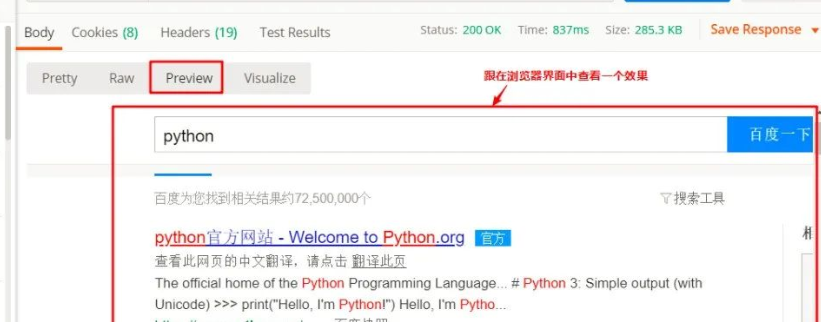 Body Cookies (8) Headers (19) Test Results Status: 200 OK Time: 837ms Size: 285.3 KB Save Response
Pretty Raw Preview Visualize
跟在浏览器界面中查看一个效果
python 百度一下
百度为您找到相关结果约72,500,000个 搜索工具
python官方网站 - Welcome to Python.org 官方
查看此网页的中文翻译，请点击 翻译此页
The official home of the Python Programming Language... # Python 3: Simple output (with
Unicode) >>> print("Hello, I'm Python!") Hello, I'm Pytho...